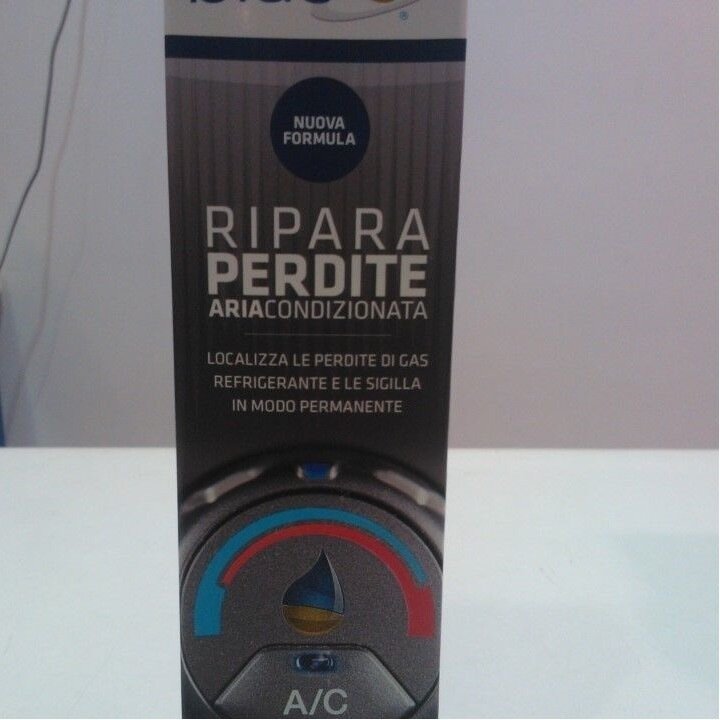 NUOVA
FORMULA
RIPARA
PERDITE
ARIACONDIZIONATA
LOCALIZZA LE PERDITE DI GAS
REFRIGERANTE E LE SIGILLA
IN MODO PERMANENTE
A/C